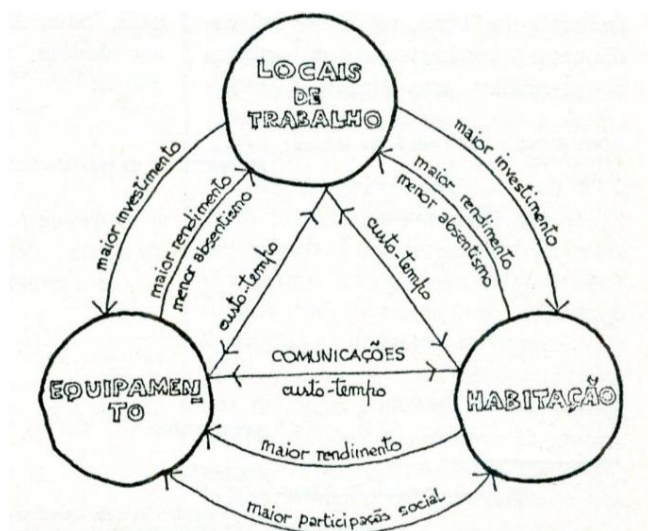 LOCAIS
DE
TRABALHO
maior investimento
maior rendimento
menor absentismo
custo-tempo
custo-tempo
maior rendimento
menor absentismo
maior investimento
EQUIPAMEN-
TO
COMUNICAÇÕES
custo-tempo
HABITAÇÃO
maior rendimento
maior participação social